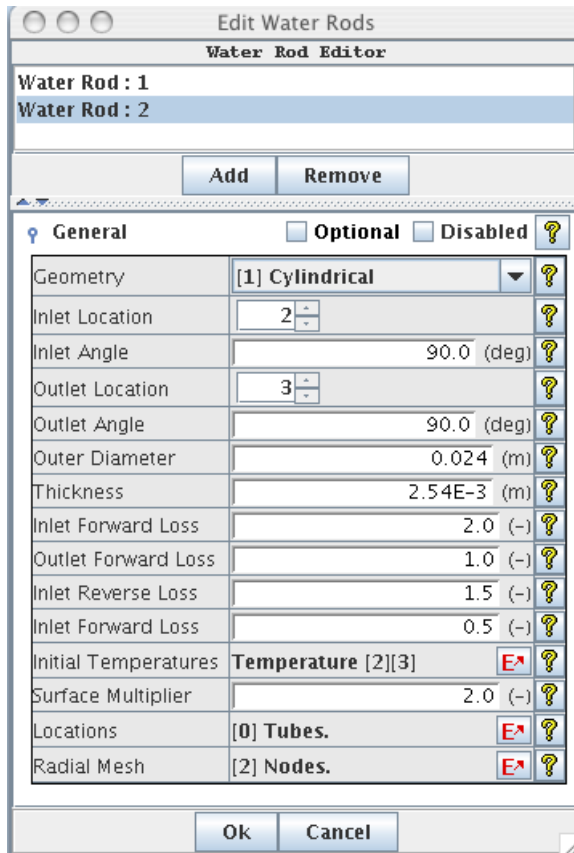 Edit Water Rods
Water Rod Editor
Water Rod : 1
Water Rod : 2
Add Remove
General Optional Disabled ?
Geometry [1] Cylindrical ?
Inlet Location 2 ?
Inlet Angle 90.0 (deg) ?
Outlet Location 3 ?
Outlet Angle 90.0 (deg) ?
Outer Diameter 0.024 (m) ?
Thickness 2.54E-3 (m) ?
Inlet Forward Loss 2.0 (-) ?
Outlet Forward Loss 1.0 (-) ?
Inlet Reverse Loss 1.5 (-) ?
Inlet Forward Loss 0.5 (-) ?
Initial Temperatures Temperature [2][3] E ?
Surface Multiplier 2.0 (-) ?
Locations [0] Tubes. E ?
Radial Mesh [2] Nodes. E ?
Ok Cancel